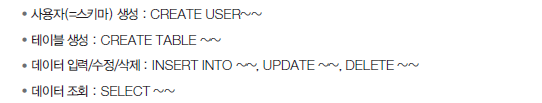 • 사용자(=스키마) 생성 : CREATE USER~~
• 테이블 생성 : CREATE TABLE ~~
• 데이터 입력/수정/삭제 : INSERT INTO ~~, UPDATE ~~, DELETE ~~
• 데이터 조회 : SELECT ~~